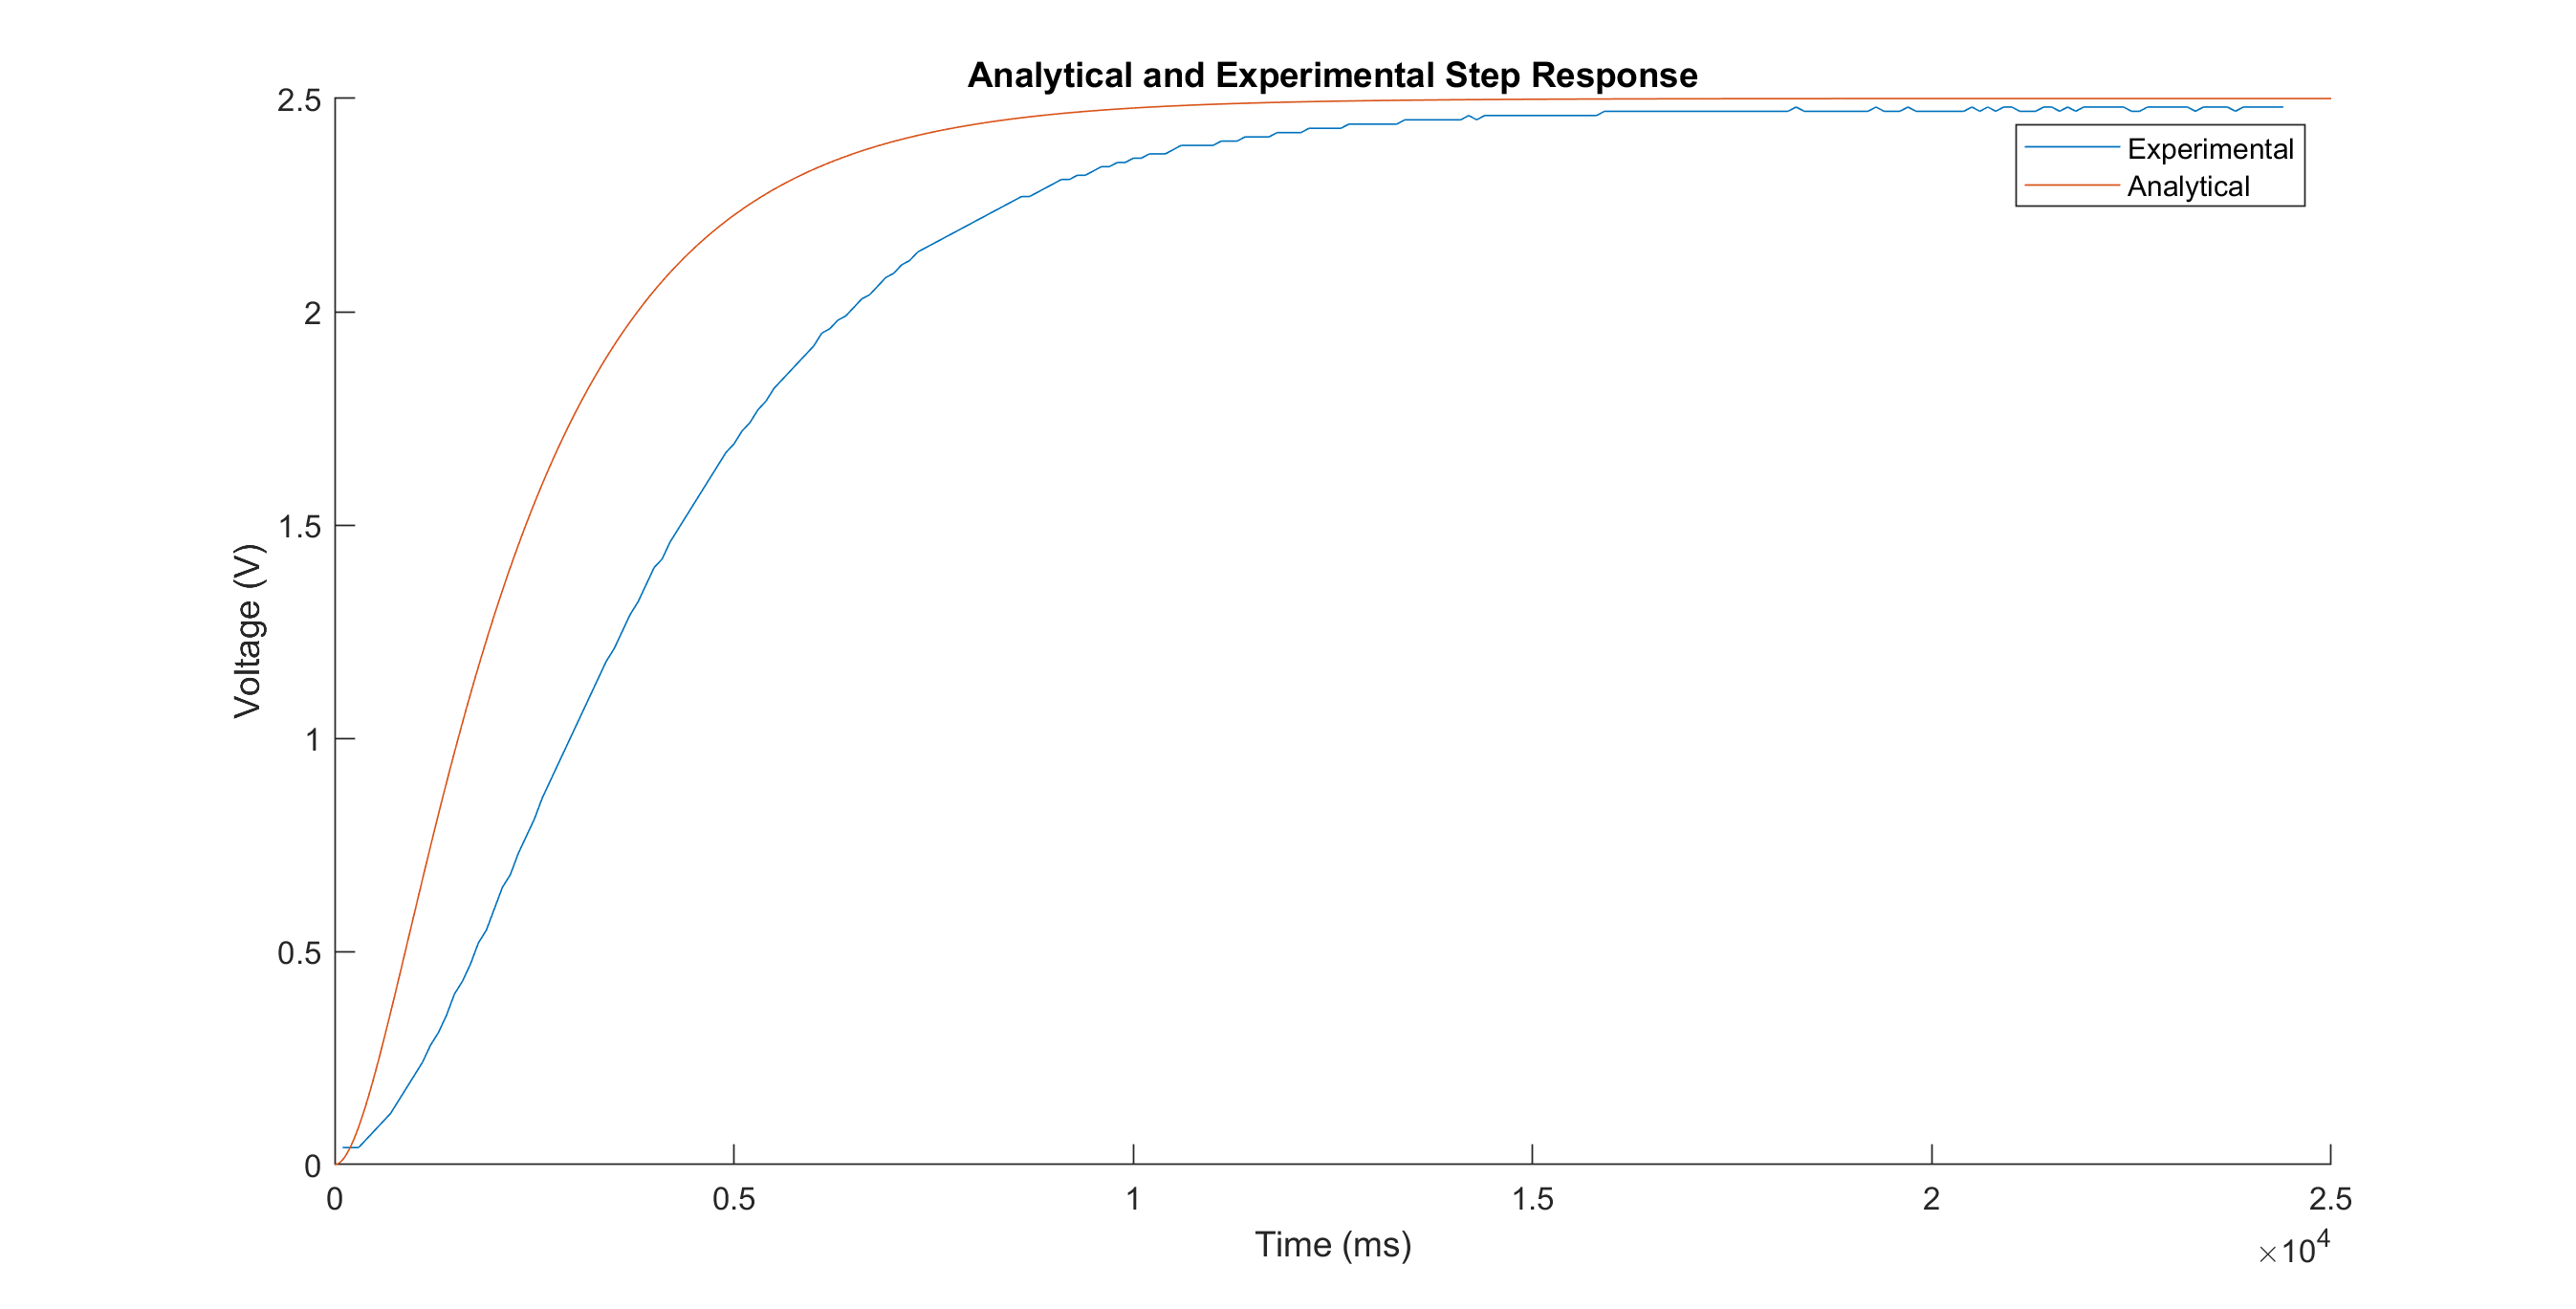 Analytical and Experimental Step Response
2.5
2
1.5
1
0.5
0
Voltage (V)
Experimental
Analytical
0 0.5 1 1.5 2 2.5
Time (ms)
×10⁴